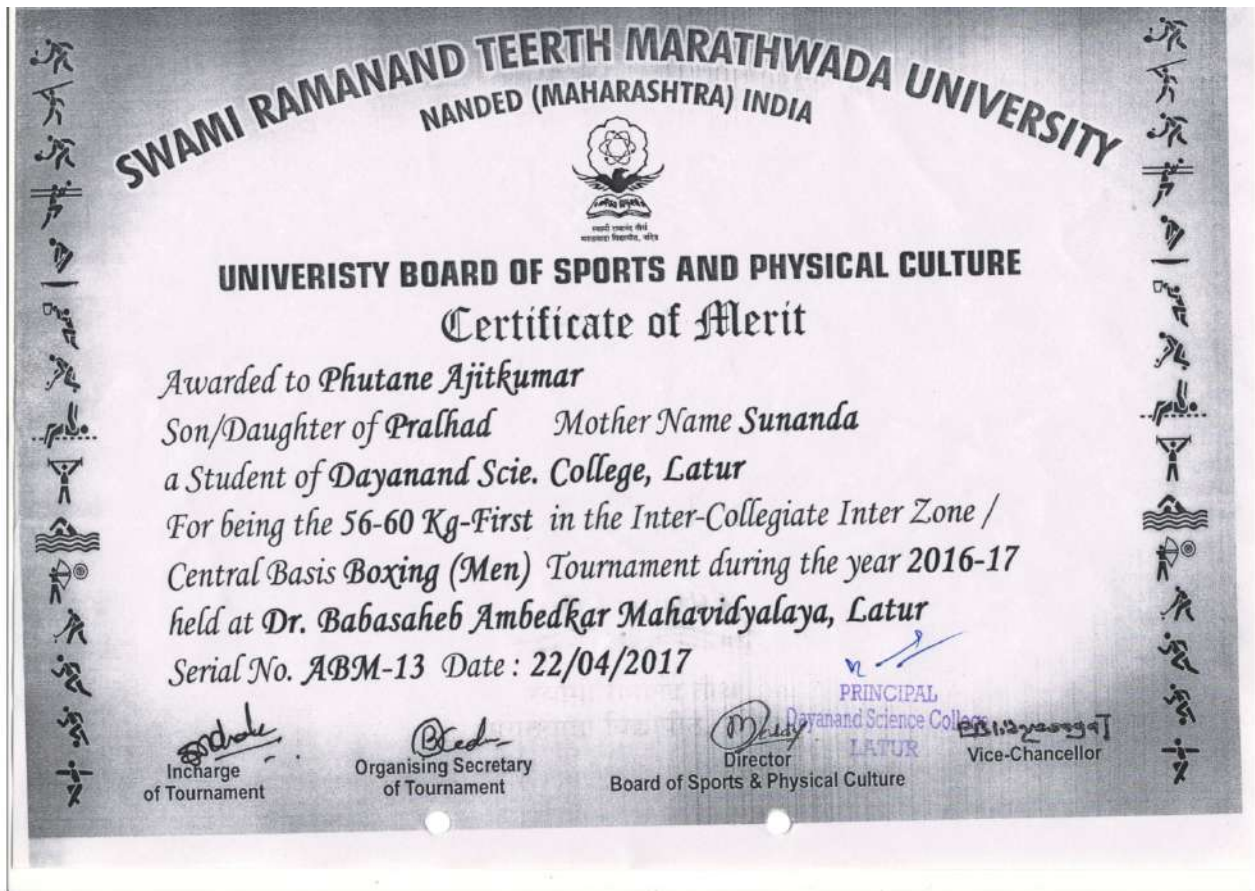 SWAMI RAMANAND TEERTH MARATHWADA UNIVERSITY
NANDED (MAHARASHTRA) INDIA
स्वामी रामानंद तीर्थ
मराठवाडा विद्यापीठ, नांदेड
UNIVERISTY BOARD OF SPORTS AND PHYSICAL CULTURE
Certificate of Merit
Awarded to Phutane Ajitkumar
Son/Daughter of Pralhad Mother Name Sunanda
a Student of Dayanand Scie. College, Latur
For being the 56-60 Kg-First in the Inter-Collegiate Inter Zone /
Central Basis Boxing (Men) Tournament during the year 2016-17
held at Dr. Babasaheb Ambedkar Mahavidyalaya, Latur
Serial No. ABM-13 Date : 22/04/2017
PRINCIPAL
Dayanand Science College
LATUR
Incharge
of Tournament
Organising Secretary
of Tournament
Director
Board of Sports & Physical Culture
Vice-Chancellor